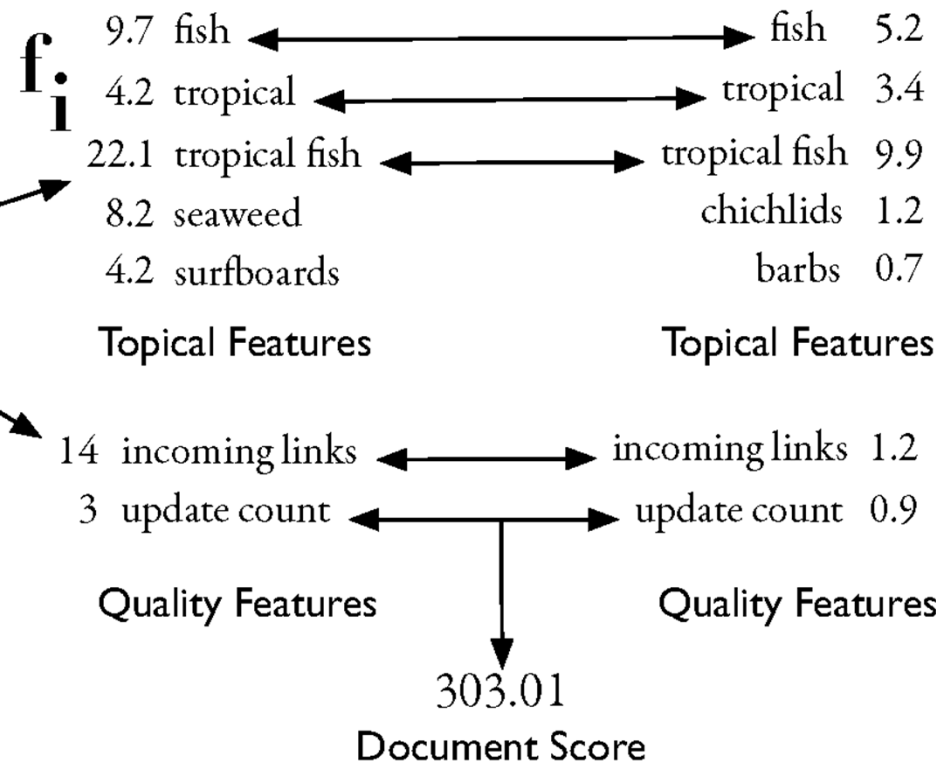 fi
9.7 fish fish 5.2
4.2 tropical tropical 3.4
22.1 tropical fish tropical fish 9.9
8.2 seaweed chichlids 1.2
4.2 surfboards barbs 0.7
Topical Features Topical Features
14 incoming links incoming links 1.2
3 update count update count 0.9
Quality Features Quality Features
303.01
Document Score